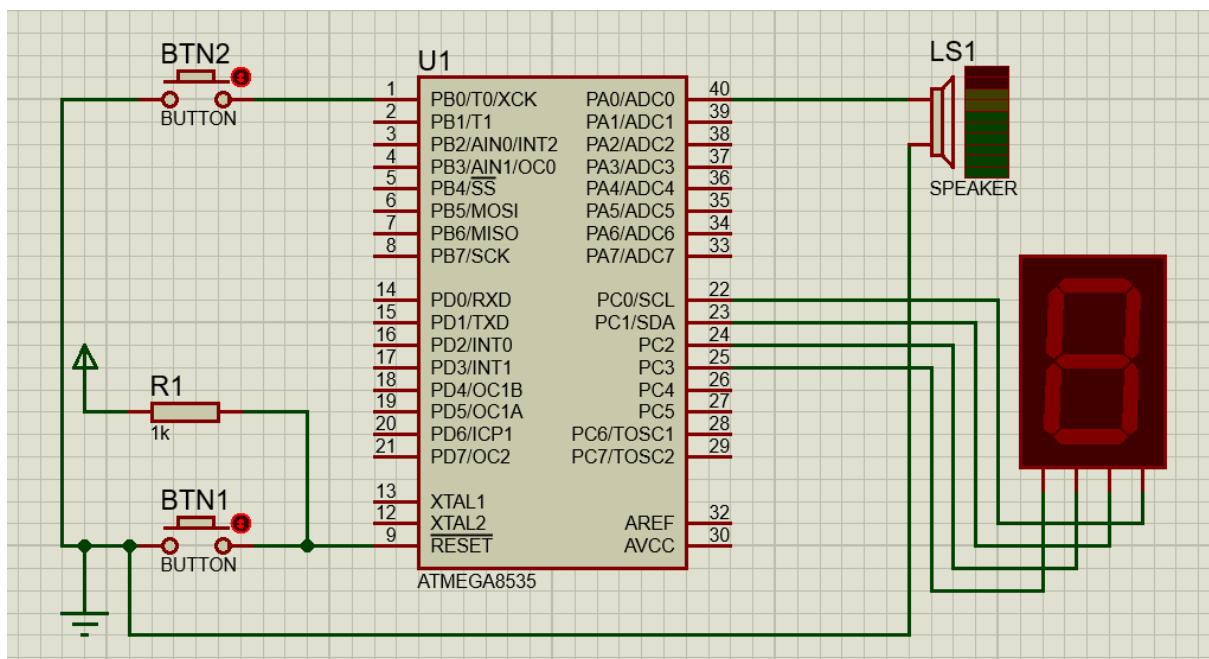 BTN2
BUTTON
R1
1k
BTN1
BUTTON
U1
1 PB0/T0/XCK PA0/ADC0 40
2 PB1/T1 PA1/ADC1 39
3 PB2/AIN0/INT2 PA2/ADC2 38
4 PB3/AIN1/OC0 PA3/ADC3 37
5 PB4/SS PA4/ADC4 36
6 PB5/MOSI PA5/ADC5 35
7 PB6/MISO PA6/ADC6 34
8 PB7/SCK PA7/ADC7 33
14 PD0/RXD PC0/SCL 22
15 PD1/TXD PC1/SDA 23
16 PD2/INT0 PC2 24
17 PD3/INT1 PC3 25
18 PD4/OC1B PC4 26
19 PD5/OC1A PC5 27
20 PD6/ICP1 PC6/TOSC1 28
21 PD7/OC2 PC7/TOSC2 29
13 XTAL1
12 XTAL2 AREF 32
9 RESET AVCC 30
ATMEGA8535
LS1
SPEAKER